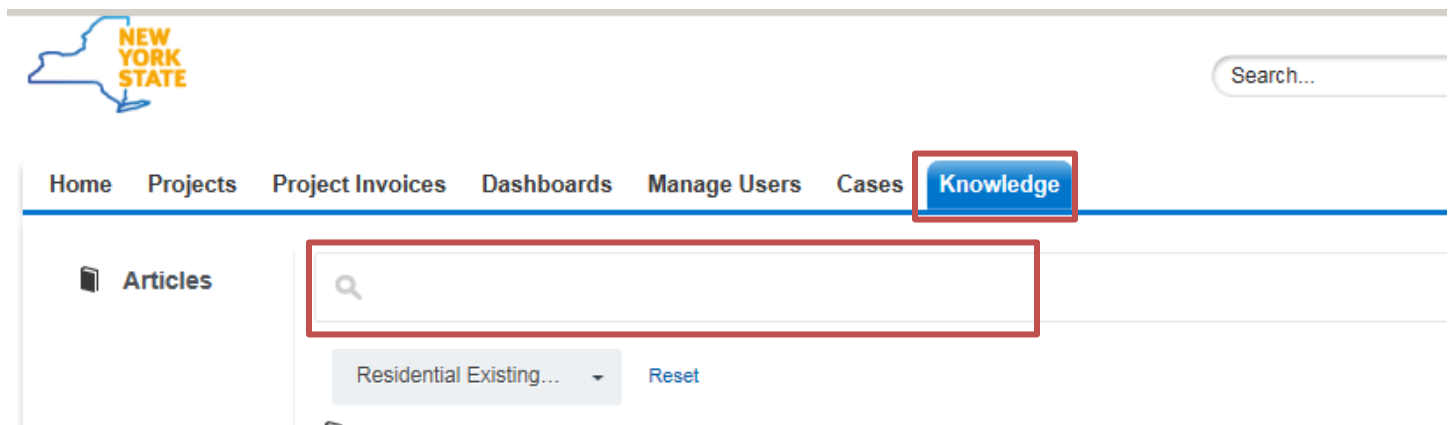 NEW
YORK
STATE
Search...
Home Projects Project Invoices Dashboards Manage Users Cases Knowledge
Articles
Residential Existing... Reset